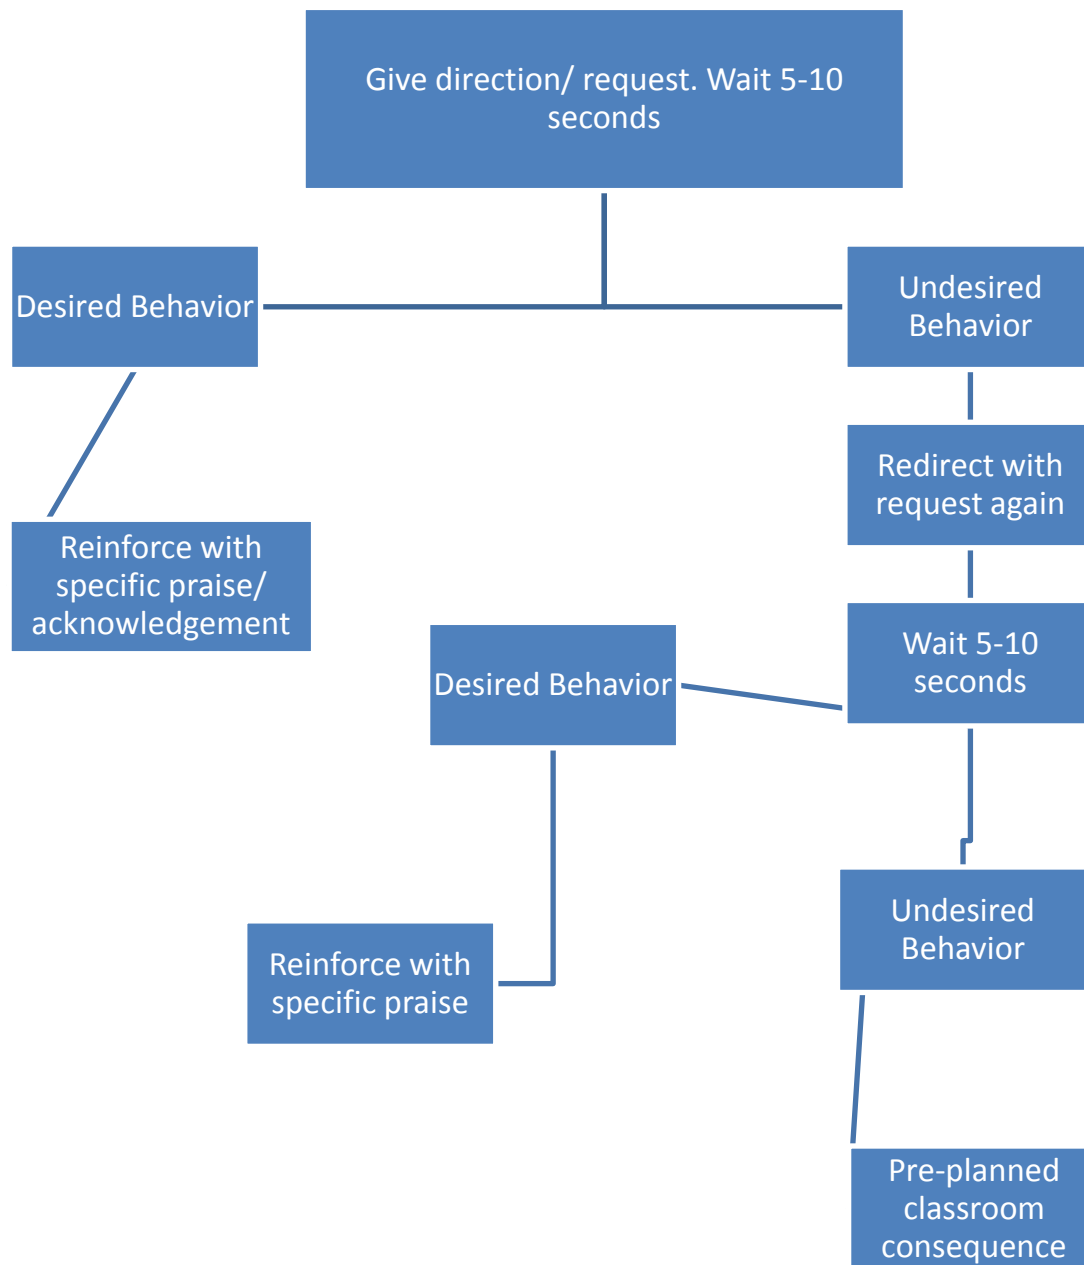 Give direction/ request. Wait 5-10
seconds
Desired Behavior
Undesired
Behavior
Redirect with
request again
Reinforce with
specific praise/
acknowledgement
Wait 5-10
seconds
Desired Behavior
Undesired
Behavior
Reinforce with
specific praise
Pre-planned
classroom
consequence